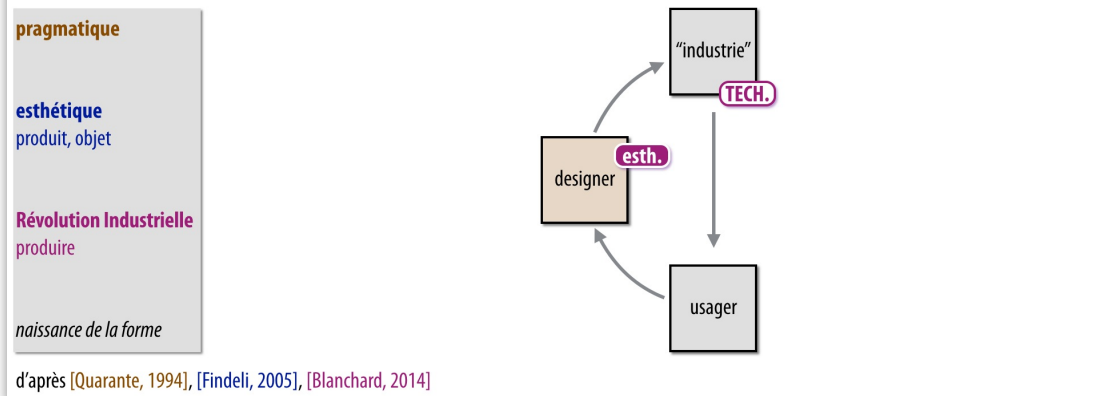 pragmatique
esthétique
produit, objet
Révolution Industrielle
produire
naissance de la forme
“industrie”
TECH.
esth.
designer
usager
d’après [Quarante, 1994], [Findeli, 2005], [Blanchard, 2014]